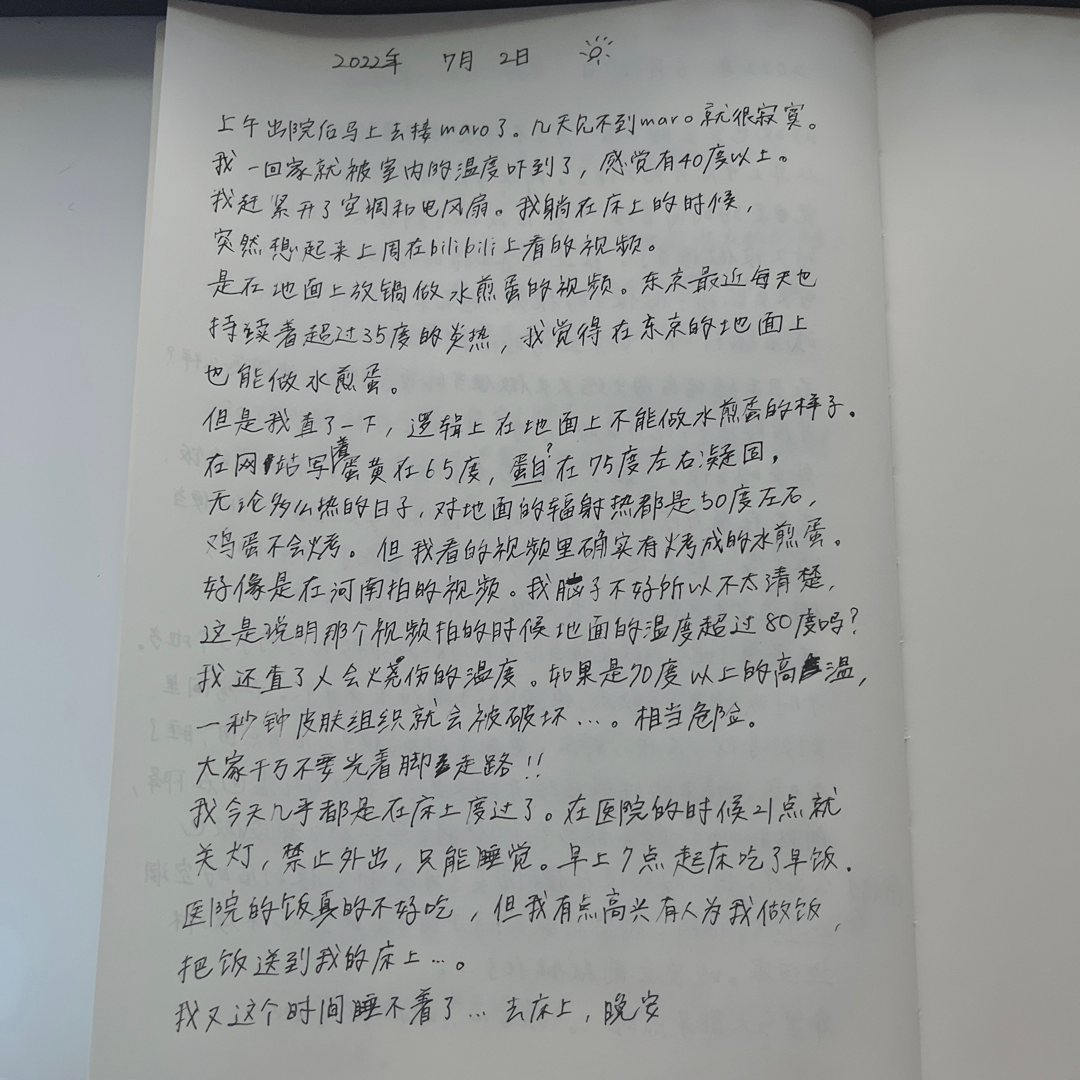 2022年 7月 2日
上午出院后马上去接maro了。几天见不到maro就很寂寞。
我一回家就被室内的温度吓到了，感觉有40度以上。
我赶紧开了空调和电风扇。我躺在床上的时候，
突然想起来上周在bilibili上看的视频。
是在地面上放锅做水煎蛋的视频。东京最近每天也
持续着超过35度的炎热，我觉得在东京的地面上
也能做水煎蛋。
但是我查了一下，逻辑上在地面上不能做水煎蛋的样子。
在网站写着蛋黄在65度，蛋白?在75度左右凝固，
无论多么热的日子，对地面的辐射热都是50度左右，
鸡蛋不会烤。但我看的视频里确实有烤成的水煎蛋。
好像是在河南拍的视频。我脑子不好所以不太清楚，
这是说明那个视频拍的时候地面的温度超过80度吗?
我还查了人会烧伤的温度。如果是70度以上的高温，
一秒钟皮肤组织就会被破坏…。相当危险。
大家千万不要光着脚走路!!
我今天几乎都是在床上度过了。在医院的时候21点就
关灯，禁止外出，只能睡觉。早上7点起床吃了早饭.
医院的饭真的不好吃，但我有点高兴有人为我做饭，
把饭送到我的床上…。
我又这个时间睡不着了…去床上，晚安